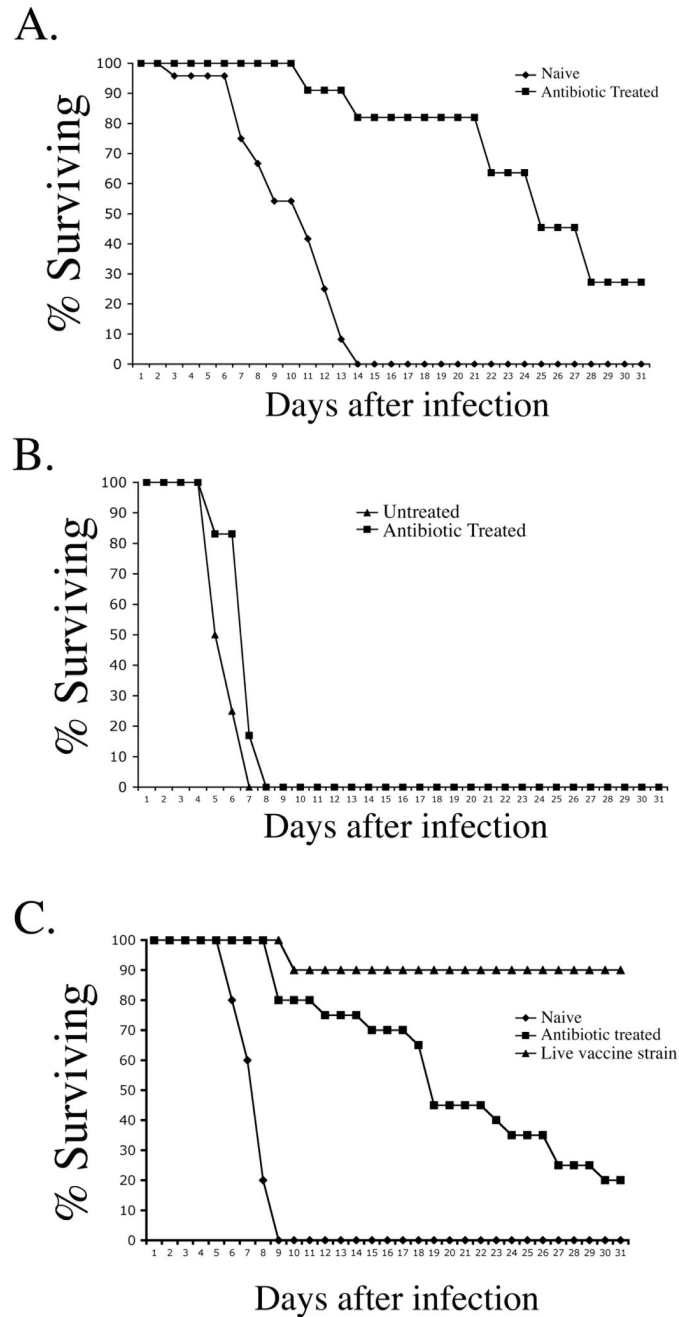 A.
% Surviving
100
90
80
70
60
50
40
30
20
10
0
Naive
Antibiotic Treated
1 2 3 4 5 6 7 8 9 10 11 12 13 14 15 16 17 18 19 20 21 22 23 24 25 26 27 28 29 30 31
Days after infection
B.
% Surviving
100
90
80
70
60
50
40
30
20
10
0
Untreated
Antibiotic Treated
1 2 3 4 5 6 7 8 9 10 11 12 13 14 15 16 17 18 19 20 21 22 23 24 25 26 27 28 29 30 31
Days after infection
C.
% Surviving
100
90
80
70
60
50
40
30
20
10
0
Naive
Antibiotic treated
Live vaccine strain
1 2 3 4 5 6 7 8 9 10 11 12 13 14 15 16 17 18 19 20 21 22 23 24 25 26 27 28 29 30 31
Days after infection